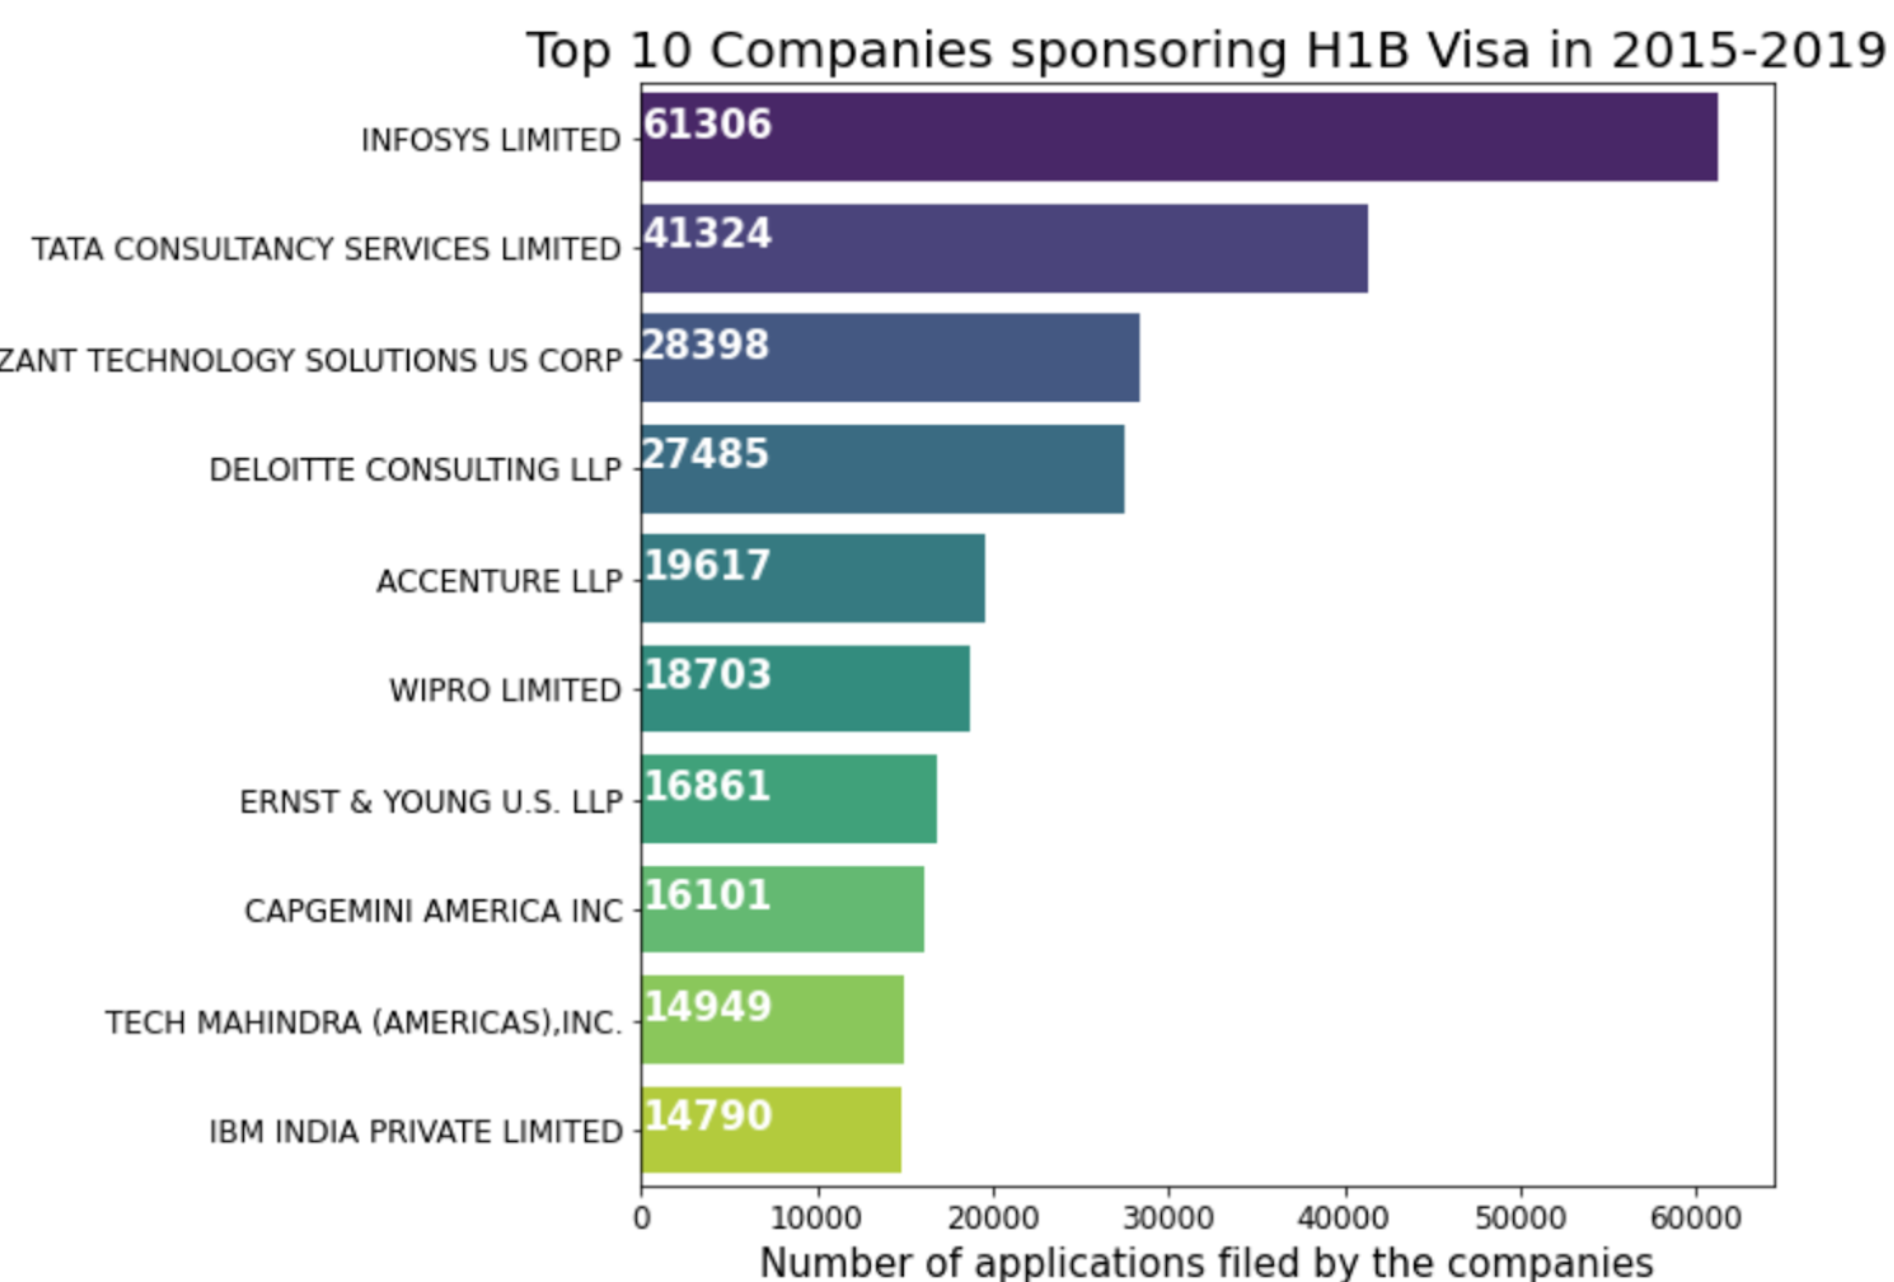 Top 10 Companies sponsoring H1B Visa in 2015-2019
INFOSYS LIMITED 61306
TATA CONSULTANCY SERVICES LIMITED 41324
ZANT TECHNOLOGY SOLUTIONS US CORP 28398
DELOITTE CONSULTING LLP 27485
ACCENTURE LLP 19617
WIPRO LIMITED 18703
ERNST & YOUNG U.S. LLP 16861
CAPGEMINI AMERICA INC 16101
TECH MAHINDRA (AMERICAS),INC. 14949
IBM INDIA PRIVATE LIMITED 14790
0 10000 20000 30000 40000 50000 60000
Number of applications filed by the companies